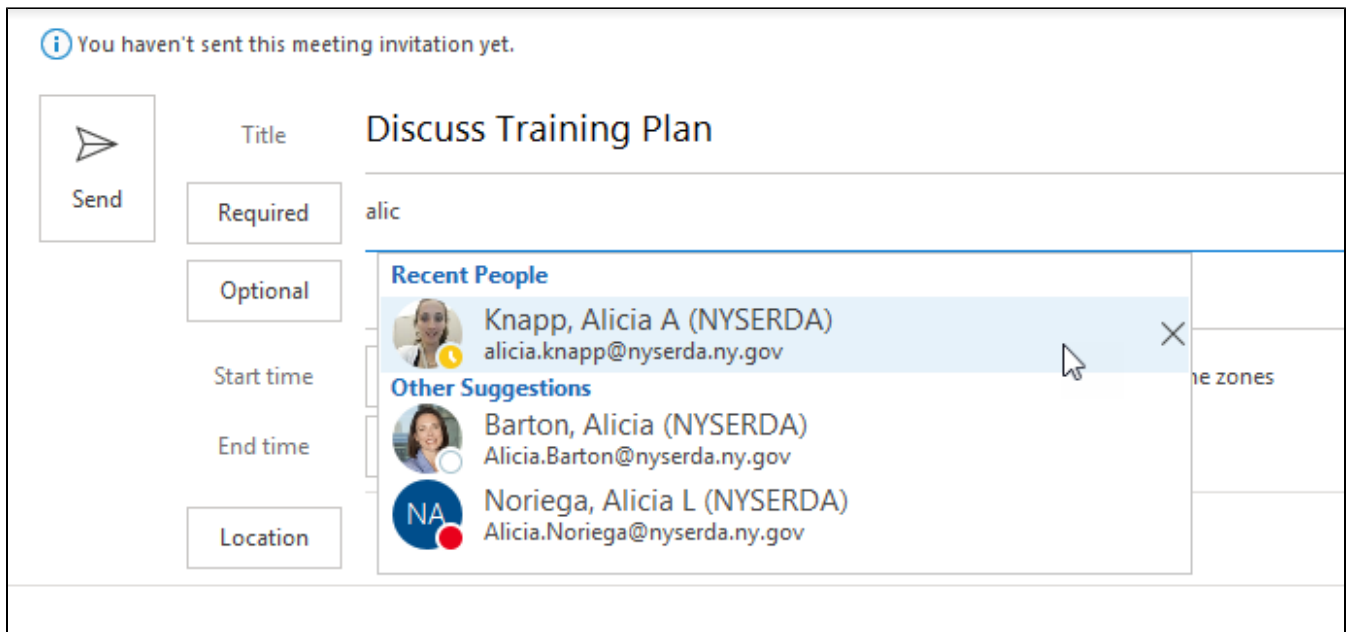 You haven't sent this meeting invitation yet.
Send
Title
Discuss Training Plan
Required
alic
Optional
Recent People
Knapp, Alicia A (NYSERDA)
alicia.knapp@nyserda.ny.gov
Start time
ne zones
Other Suggestions
Barton, Alicia (NYSERDA)
Alicia.Barton@nyserda.ny.gov
End time
NA
Noriega, Alicia L (NYSERDA)
Alicia.Noriega@nyserda.ny.gov
Location